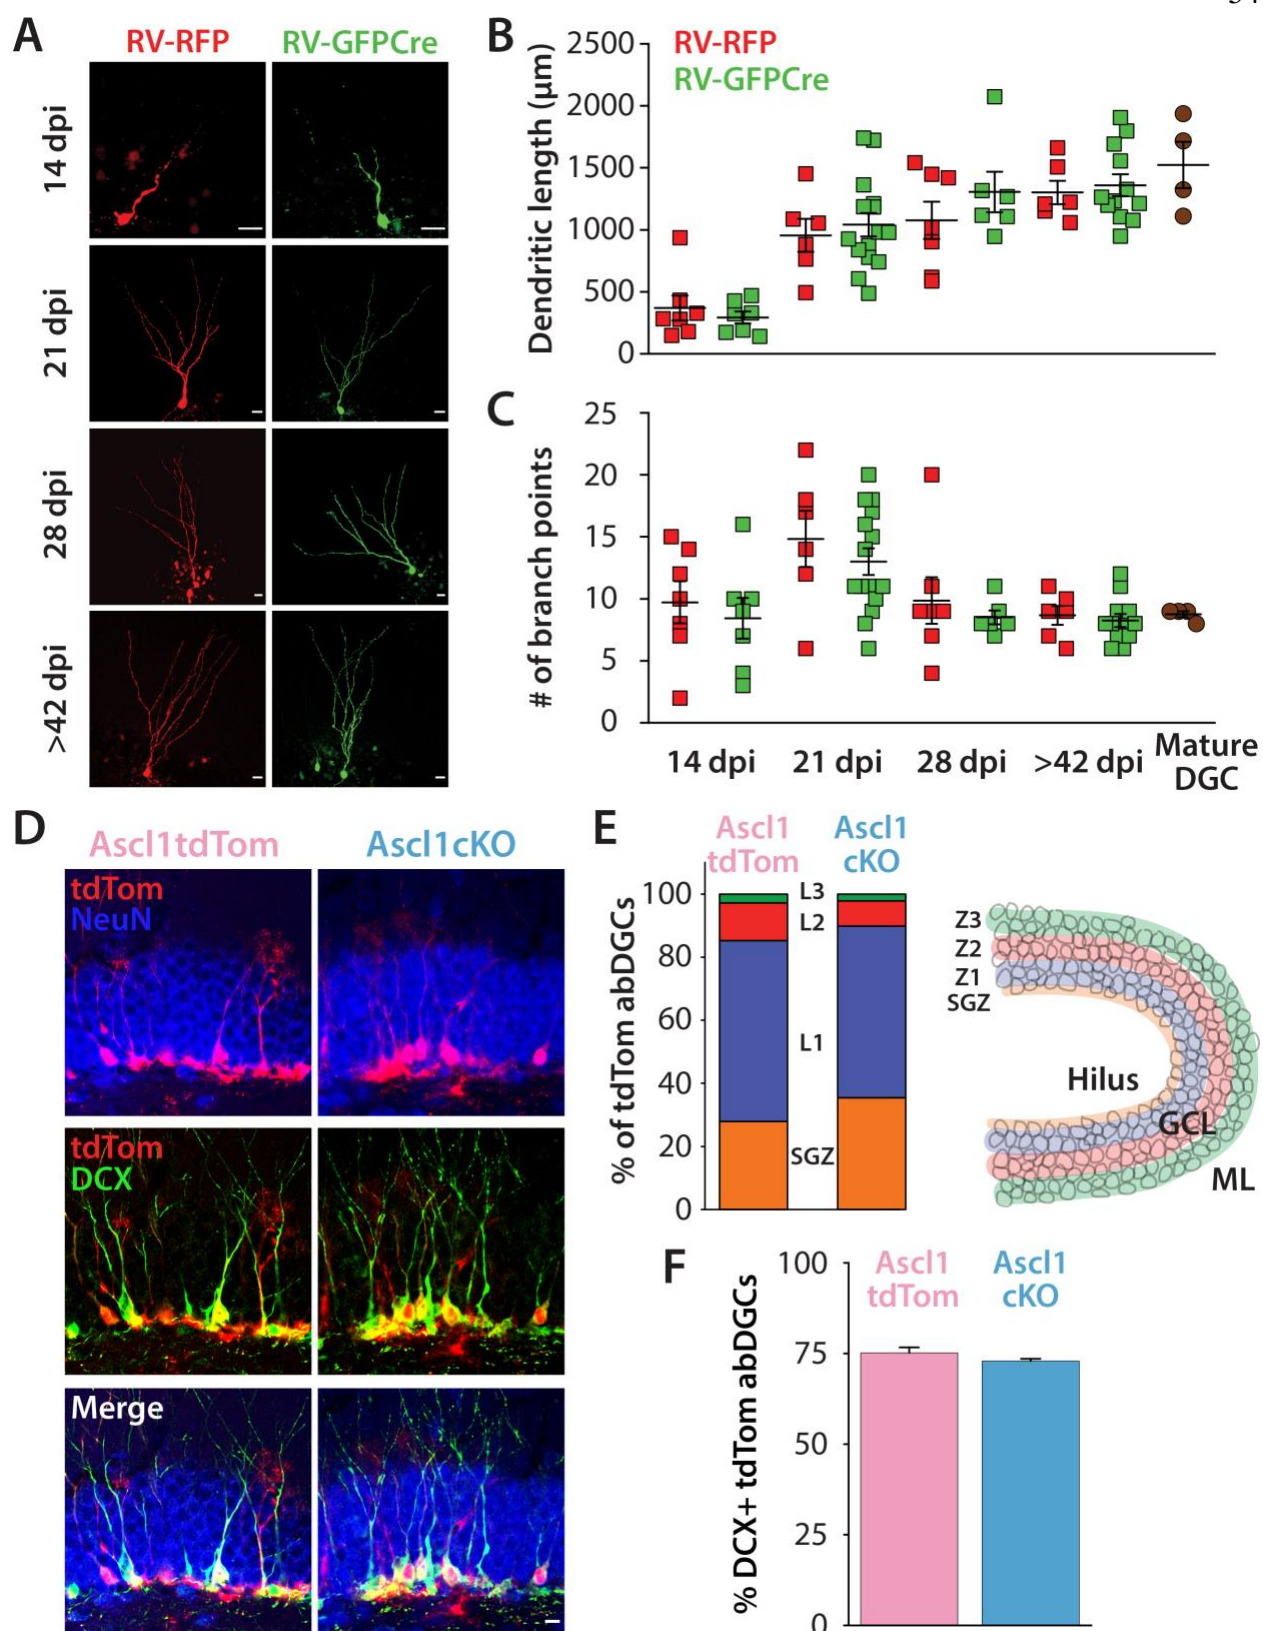 A
RV-RFP
RV-GFPCre
14 dpi
21 dpi
28 dpi
>42 dpi
B
Dendritic length (µm)
2500
2000
1500
1000
500
0
RV-RFP
RV-GFPCre
C
# of branch points
25
20
15
10
5
0
14 dpi
21 dpi
28 dpi
>42 dpi
Mature
DGC
D
Ascl1tdTom
Ascl1cKO
tdTom
NeuN
tdTom
DCX
Merge
E
Ascl1
tdTom
Ascl1
cKO
% of tdTom abDGCs
100
80
60
40
20
0
L3
L2
L1
SGZ
Z3
Z2
Z1
SGZ
Hilus
GCL
ML
F
Ascl1
tdTom
Ascl1
cKO
% DCX+ tdTom abDGCs
100
75
50
25
0